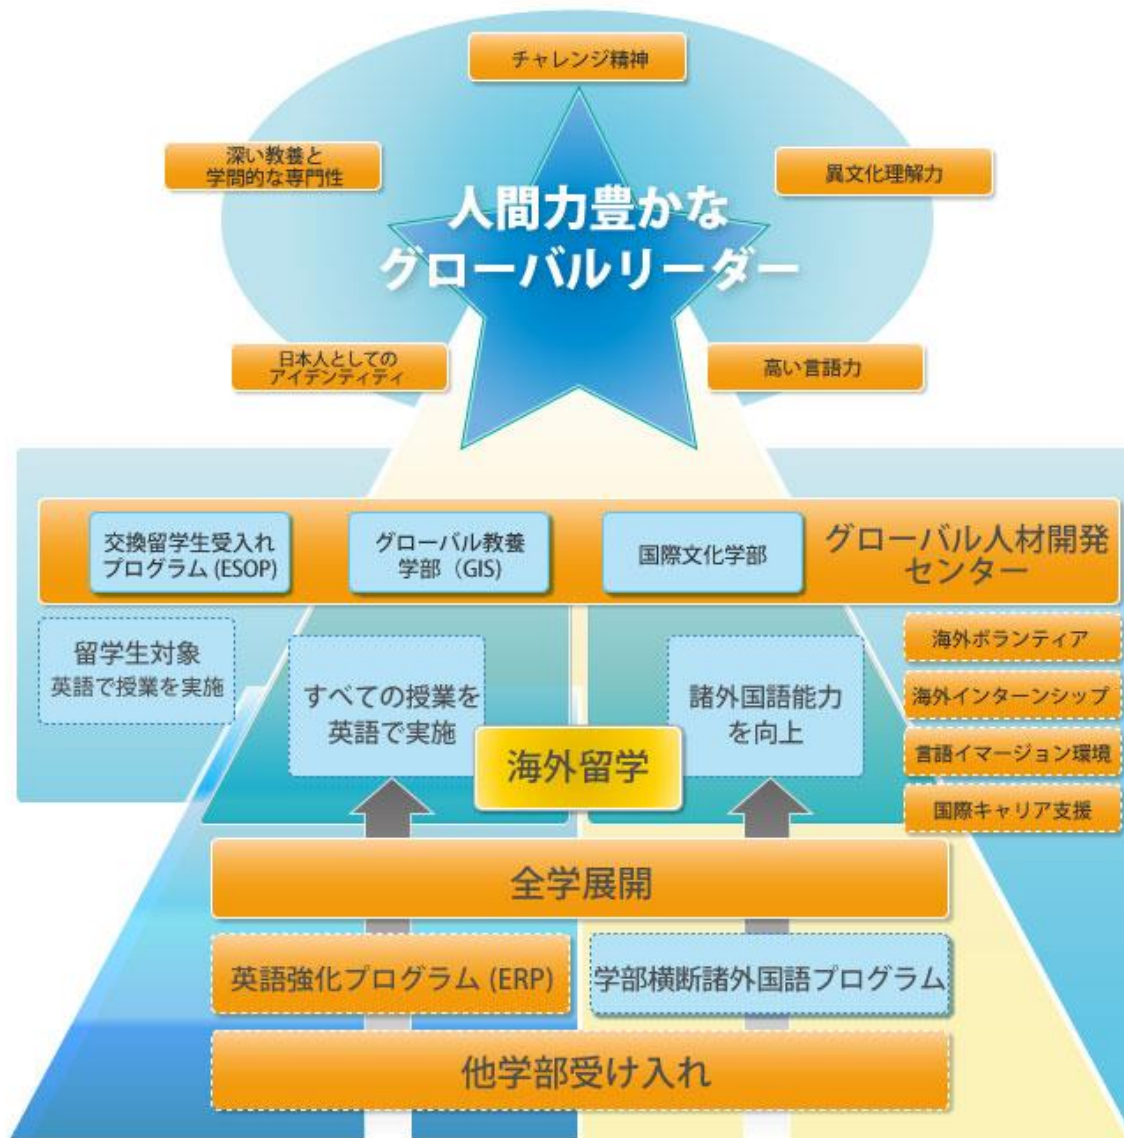 チャレンジ精神
深い教養と
学問的な専門性
異文化理解力
人間力豊かな
グローバルリーダー
日本人としての
アイデンティティ
高い言語力
交換留学生受入れ
プログラム (ESOP)
グローバル教養
学部（GIS)
国際文化学部
グローバル人材開発
センター
留学生対象
英語で授業を実施
すべての授業を
英語で実施
諸外国語能力
を向上
海外ボランティア
海外インターンシップ
言語イマージョン環境
国際キャリア支援
海外留学
全学展開
英語強化プログラム (ERP)
学部横断諸外国語プログラム
他学部受け入れ